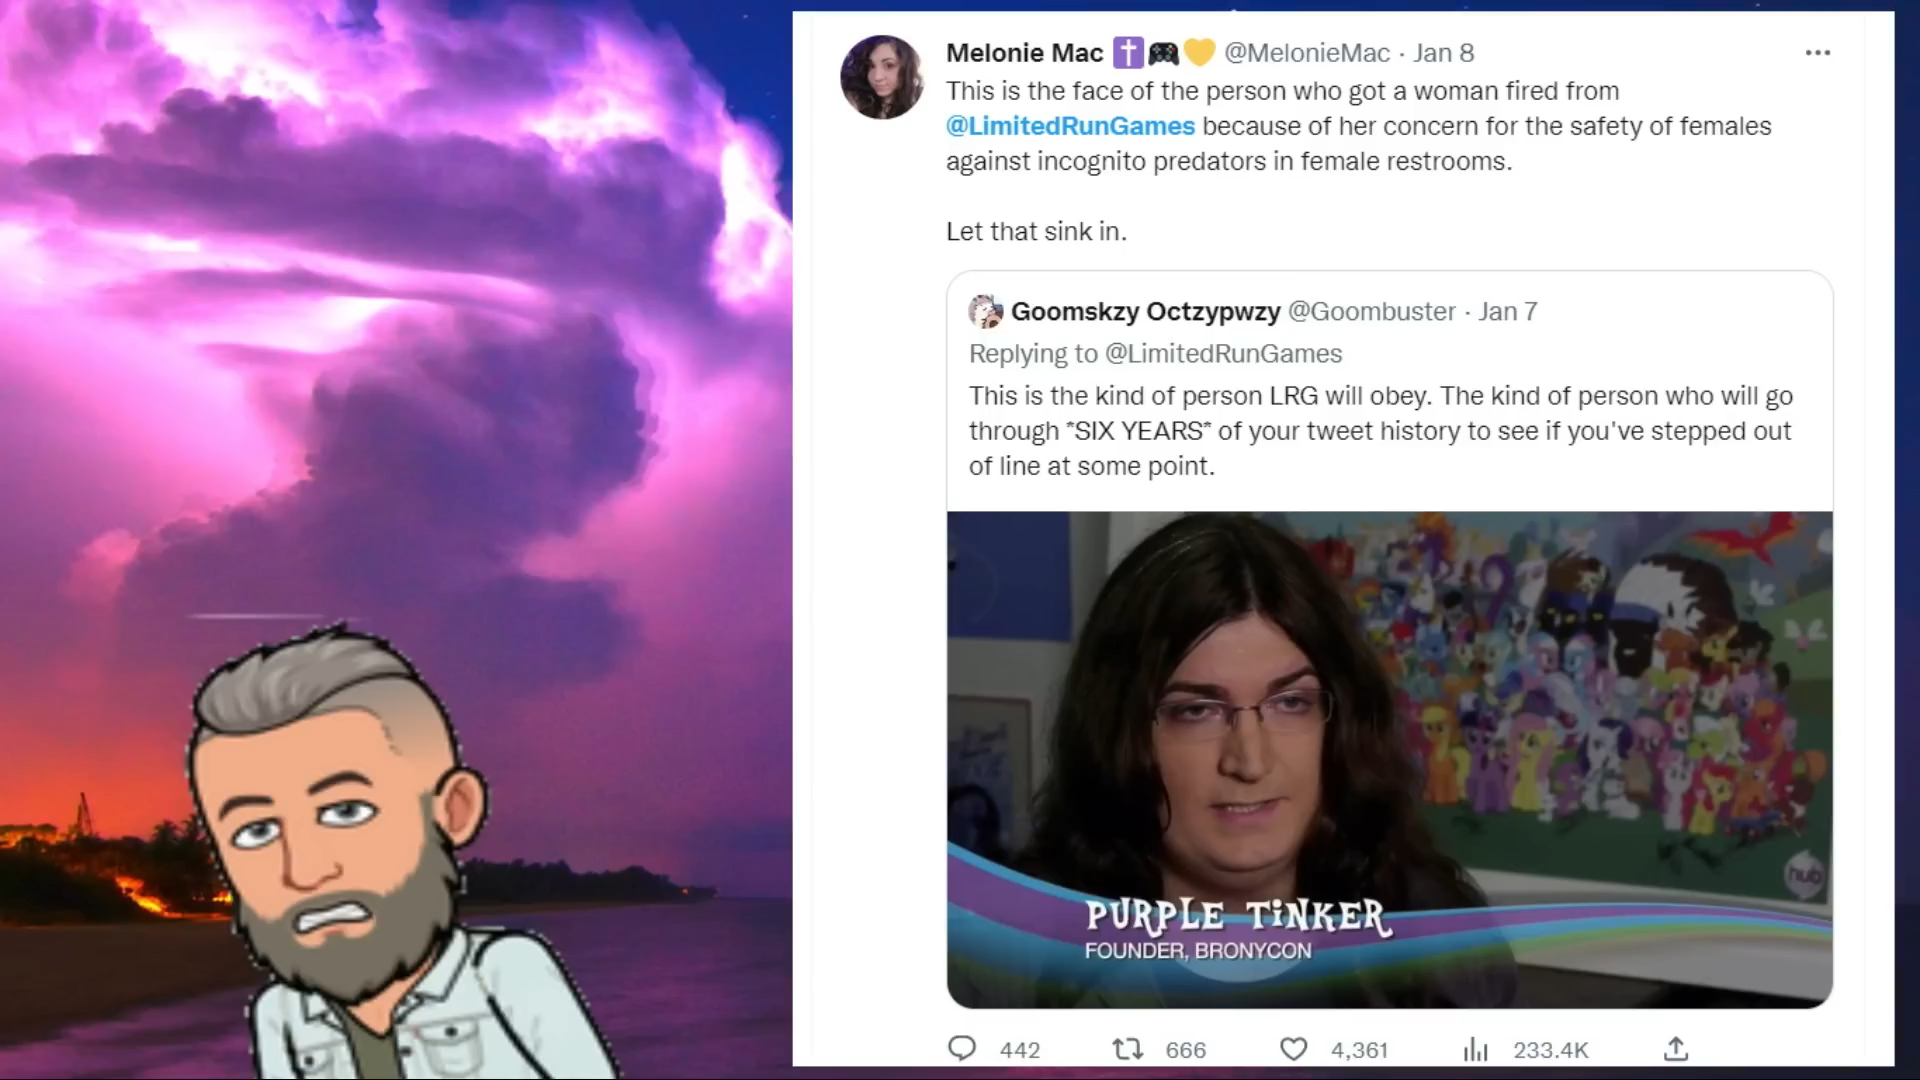 Melonie Mac ✝️🎮💛 @MelonieMac · Jan 8
This is the face of the person who got a woman fired from
@LimitedRunGames because of her concern for the safety of females
against incognito predators in female restrooms.
Let that sink in.
Goomskzy Octzypwzy @Goombuster · Jan 7
Replying to @LimitedRunGames
This is the kind of person LRG will obey. The kind of person who will go
through *SIX YEARS* of your tweet history to see if you've stepped out
of line at some point.
hub
PURPLE TiNKER
FOUNDER, BRONYCON
442 666 4,361 233.4K